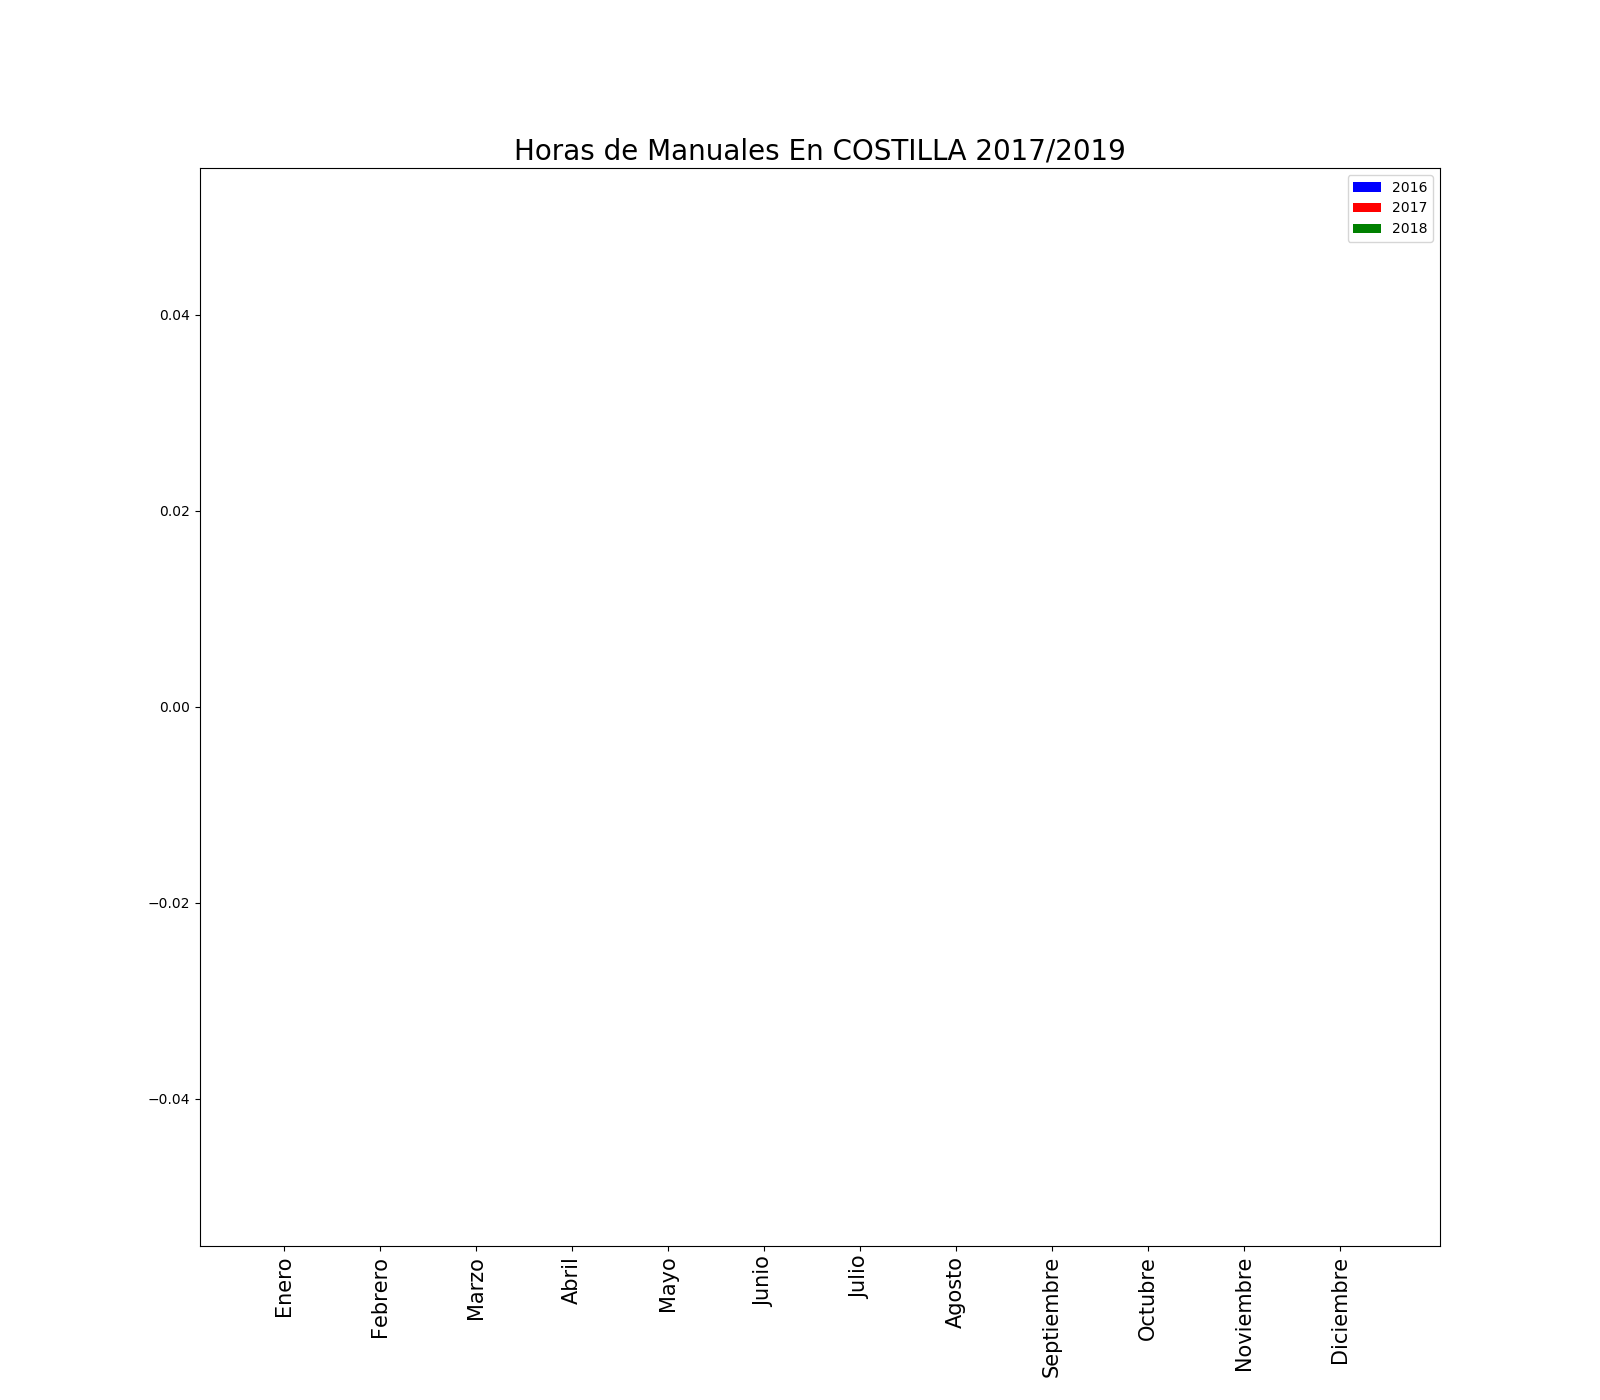 Horas de Manuales En COSTILLA 2017/2019
2016
2017
2018
0.04
0.02
0.00
−0.02
−0.04
Enero
Febrero
Marzo
Abril
Mayo
Junio
Julio
Agosto
Septiembre
Octubre
Noviembre
Diciembre